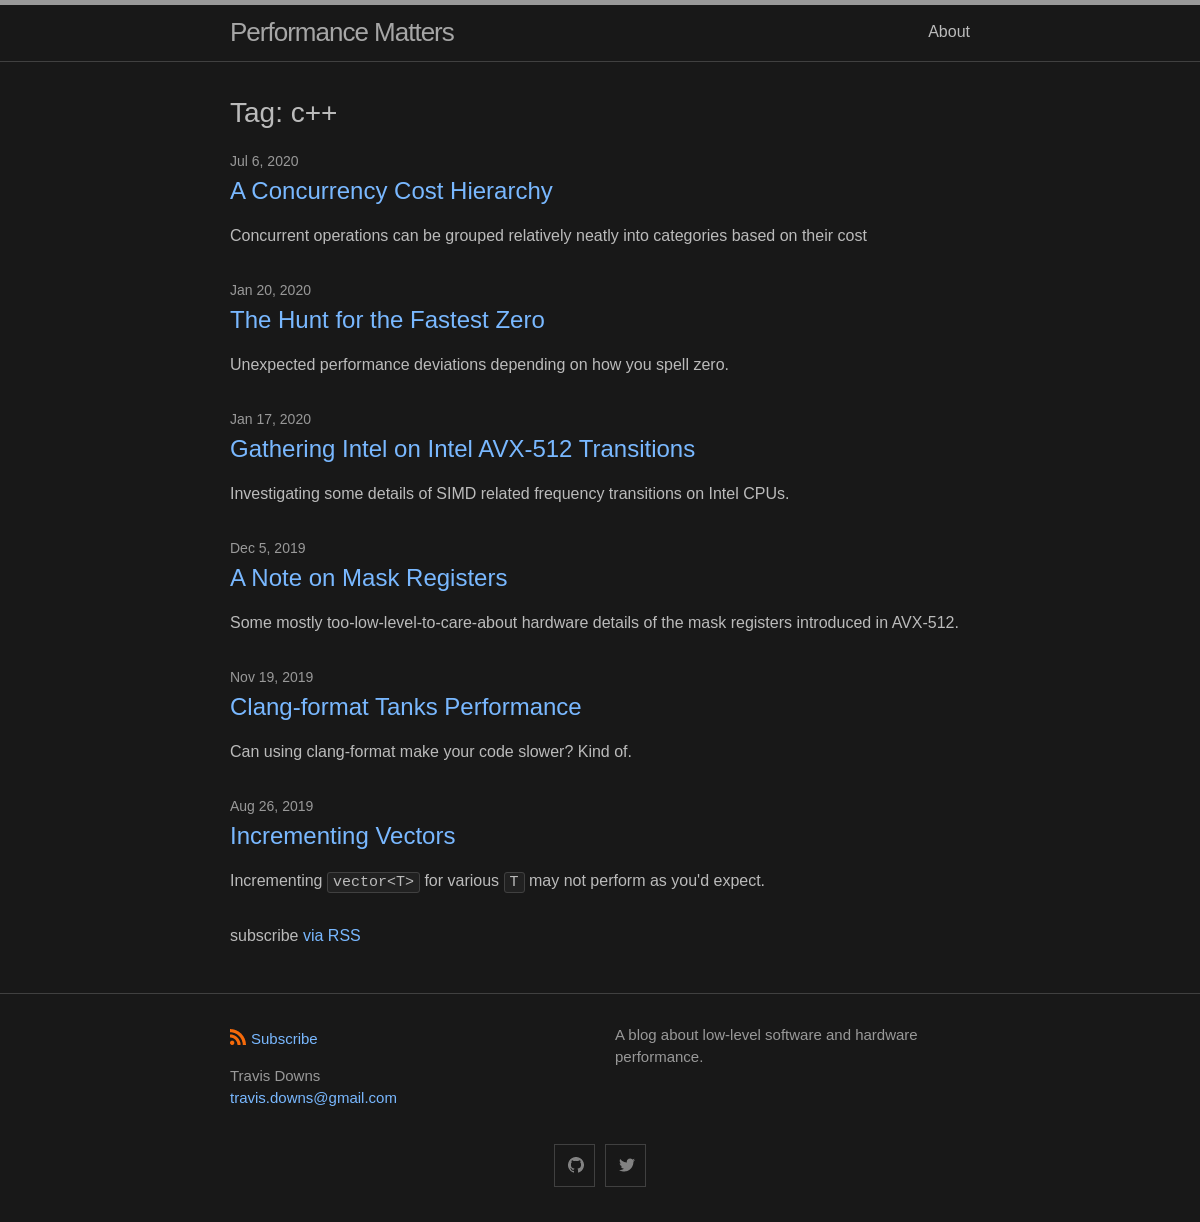 Performance Matters
About
Tag: c++
Jul 6, 2020
A Concurrency Cost Hierarchy
Concurrent operations can be grouped relatively neatly into categories based on their cost
Jan 20, 2020
The Hunt for the Fastest Zero
Unexpected performance deviations depending on how you spell zero.
Jan 17, 2020
Gathering Intel on Intel AVX-512 Transitions
Investigating some details of SIMD related frequency transitions on Intel CPUs.
Dec 5, 2019
A Note on Mask Registers
Some mostly too-low-level-to-care-about hardware details of the mask registers introduced in AVX-512.
Nov 19, 2019
Clang-format Tanks Performance
Can using clang-format make your code slower? Kind of.
Aug 26, 2019
Incrementing Vectors
Incrementing vector<T> for various T may not perform as you'd expect.
subscribe via RSS
Subscribe
Travis Downs
travis.downs@gmail.com
A blog about low-level software and hardware
performance.